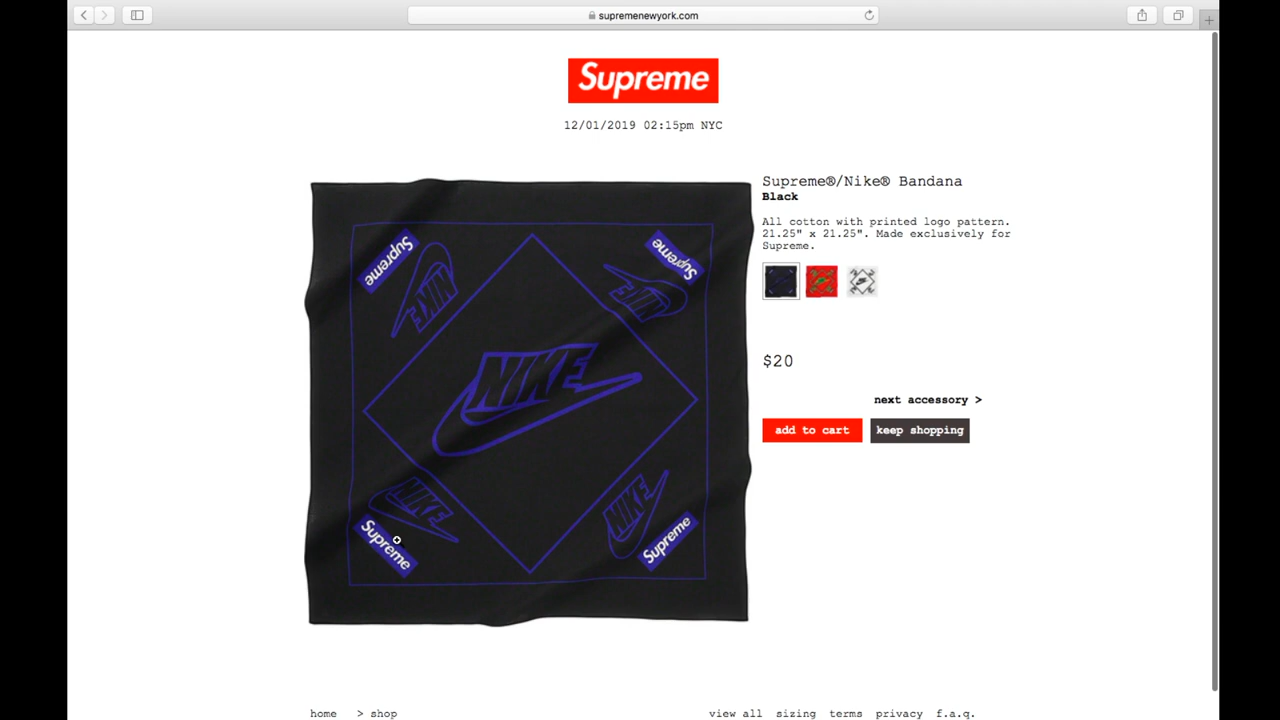 supremenewyork.com
Supreme
12/01/2019 02:15pm NYC
Supreme®/Nike® Bandana
Black
All cotton with printed logo pattern.
21.25" x 21.25". Made exclusively for
Supreme.
$20
next accessory >
add to cart
keep shopping
Supreme
NIKE
Supreme
NIKE
NIKE
NIKE
Supreme
NIKE
Supreme
home > shop
view all sizing terms privacy f.a.q.